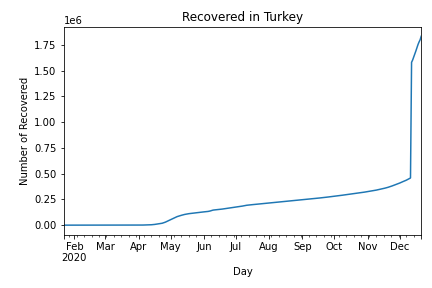 Recovered in Turkey
1e6
1.75
1.50
1.25
1.00
0.75
0.50
0.25
0.00
Number of Recovered
Feb Mar Apr May Jun Jul Aug Sep Oct Nov Dec
2020
Day